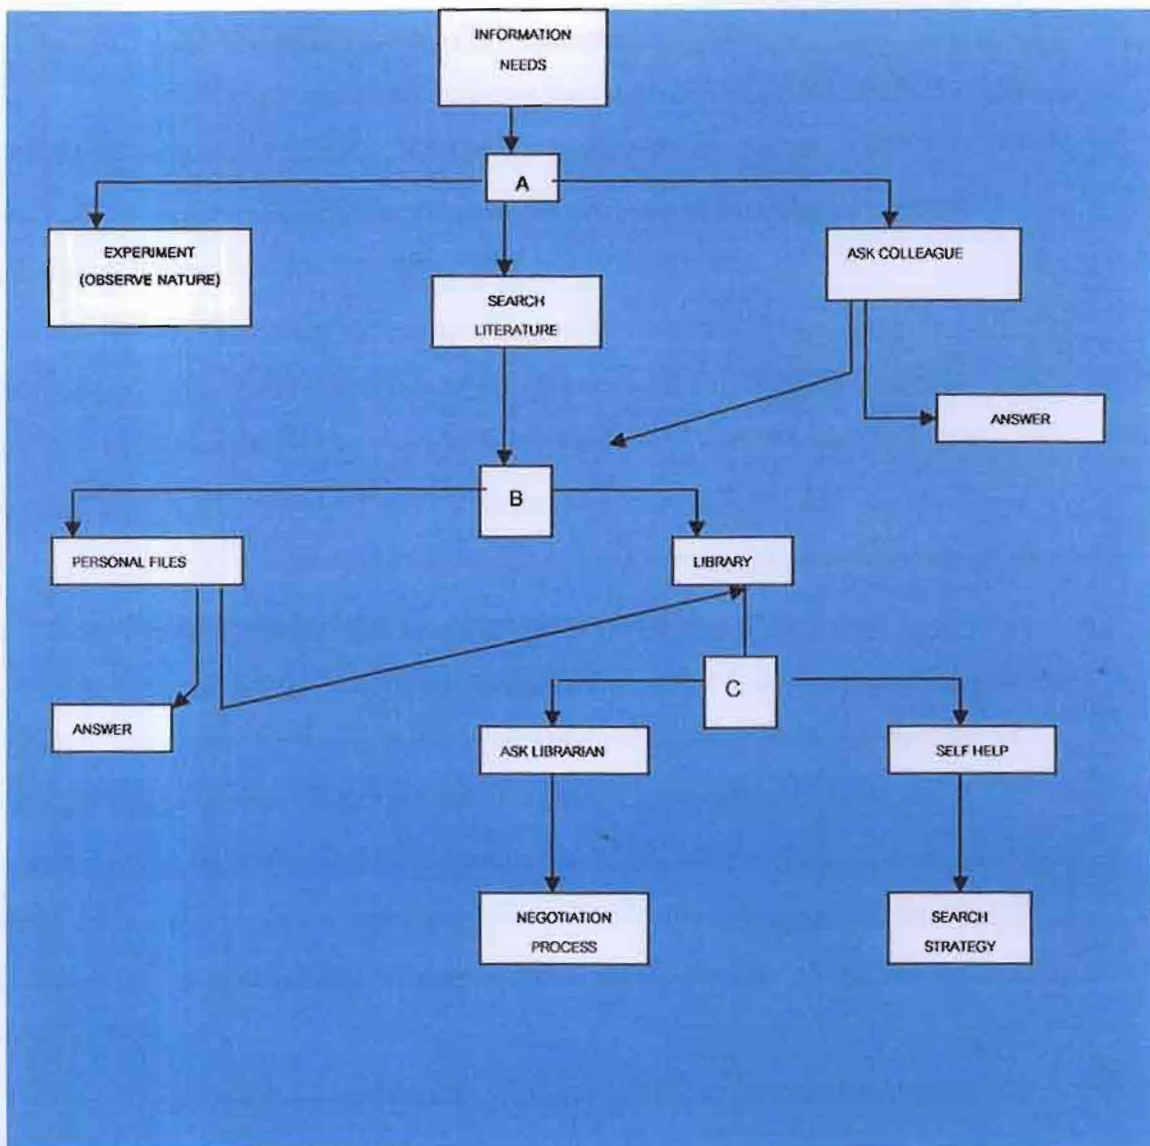 INFORMATION
NEEDS
A
EXPERIMENT
(OBSERVE NATURE)
SEARCH
LITERATURE
ASK COLLEAGUE
ANSWER
B
PERSONAL FILES
LIBRARY
C
ANSWER
ASK LIBRARIAN
SELF HELP
NEGOTIATION
PROCESS
SEARCH
STRATEGY